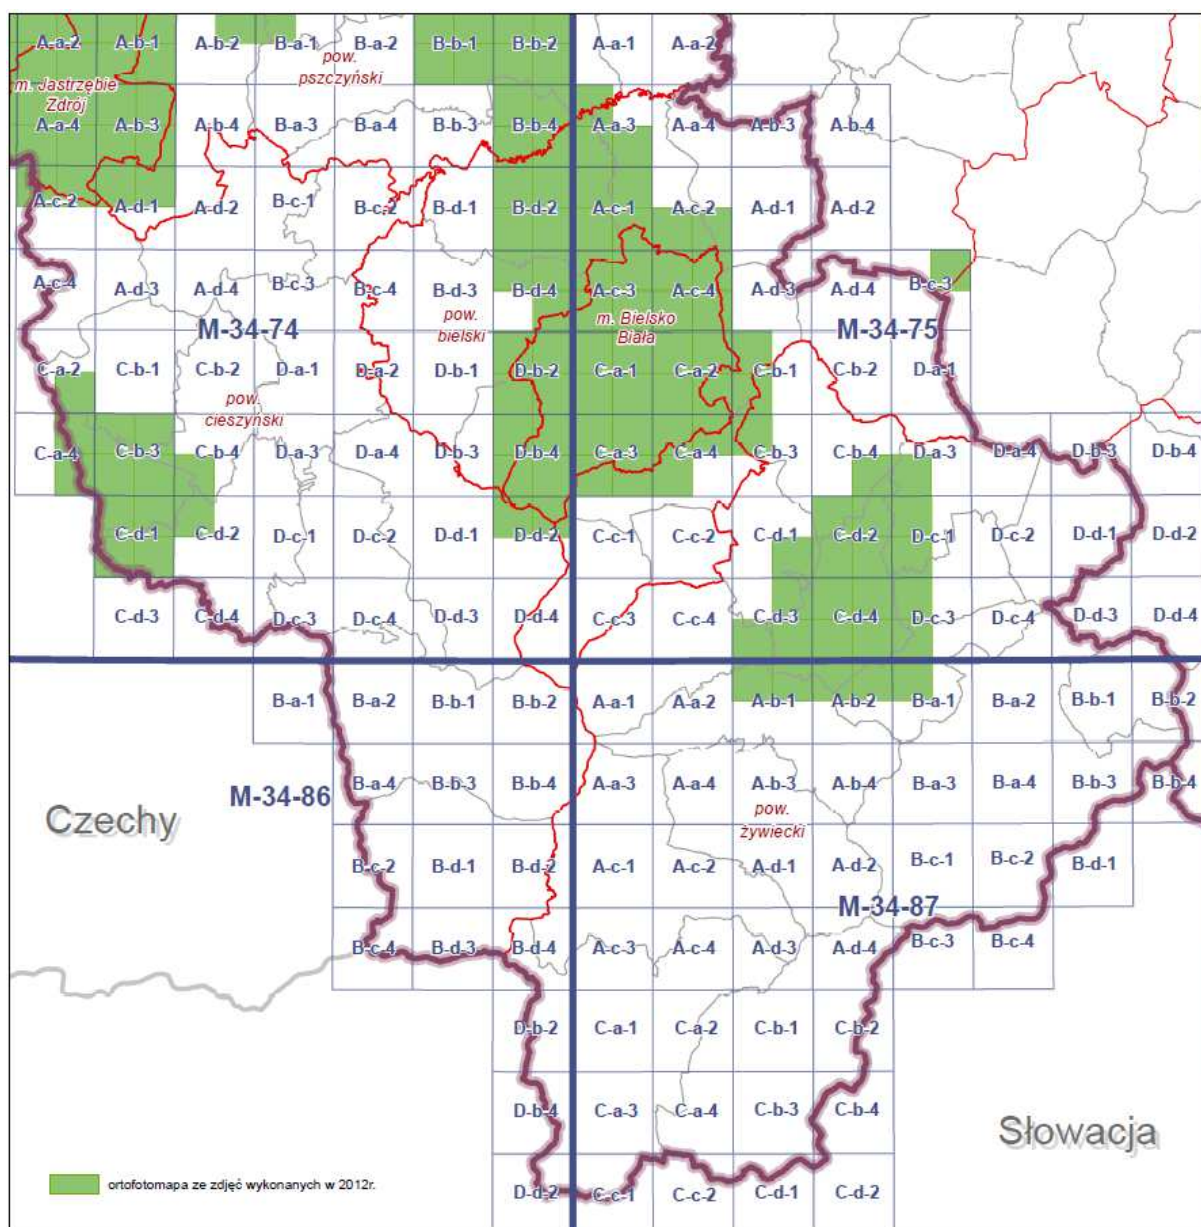 A-a-2 A-b-1 A-b-2 B-a-1 B-a-2 B-b-1 B-b-2 A-a-1 A-a-2
pow.
pszczyński
m. Jastrzębie
Zdrój
A-a-4 A-b-3 A-b-4 B-a-3 B-a-4 B-b-3 B-b-4 A-a-3 A-a-4 A-b-3 A-b-4
A-c-2 A-d-1 A-d-2 B-c-1 B-c-2 B-d-1 B-d-2 A-c-1 A-c-2 A-d-1 A-d-2
A-c-4 A-d-3 A-d-4 B-c-3 B-c-4 B-d-3 B-d-4 A-c-3 A-c-4 A-d-3 A-d-4 B-c-3
pow.
bielski
m. Bielsko
Biała
M-34-74 M-34-75
C-a-2 C-b-1 C-b-2 D-a-1 D-a-2 D-b-1 D-b-2 C-a-1 C-a-2 C-b-1 C-b-2 D-a-1
pow.
cieszyński
C-a-4 C-b-3 C-b-4 D-a-3 D-a-4 D-b-3 D-b-4 C-a-3 C-a-4 C-b-3 C-b-4 D-a-3 D-a-4 D-b-3 D-b-4
C-d-1 C-d-2 D-c-1 D-c-2 D-d-1 D-d-2 C-c-1 C-c-2 C-d-1 C-d-2 D-c-1 D-c-2 D-d-1 D-d-2
C-d-3 C-d-4 D-c-3 D-c-4 D-d-3 D-d-4 C-c-3 C-c-4 C-d-3 C-d-4 D-c-3 D-c-4 D-d-3 D-d-4
B-a-1 B-a-2 B-b-1 B-b-2 A-a-1 A-a-2 A-b-1 A-b-2 B-a-1 B-a-2 B-b-1 B-b-2
B-a-4 B-b-3 B-b-4 A-a-3 A-a-4 A-b-3 A-b-4 B-a-3 B-a-4 B-b-3 B-b-4
M-34-86
Czechy
pow.
żywiecki
B-c-2 B-d-1 B-d-2 A-c-1 A-c-2 A-d-1 A-d-2 B-c-1 B-c-2 B-d-1
M-34-87
B-c-4 B-d-3 B-d-4 A-c-3 A-c-4 A-d-3 A-d-4 B-c-3 B-c-4
D-b-2 C-a-1 C-a-2 C-b-1 C-b-2
D-b-4 C-a-3 C-a-4 C-b-3 C-b-4
Słowacja
ortofotomapa ze zdjęć wykonanych w 2012r.
D-d-2 C-c-1 C-c-2 C-d-1 C-d-2